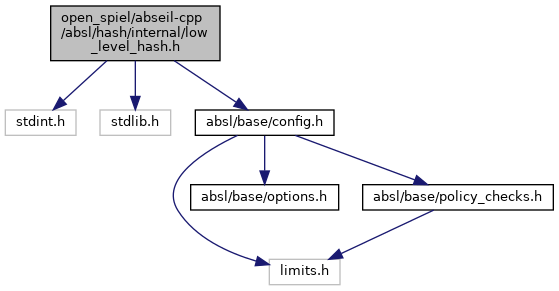 open_spiel/abseil-cpp
/absl/hash/internal/low
_level_hash.h
stdint.h
stdlib.h
absl/base/config.h
absl/base/options.h
absl/base/policy_checks.h
limits.h